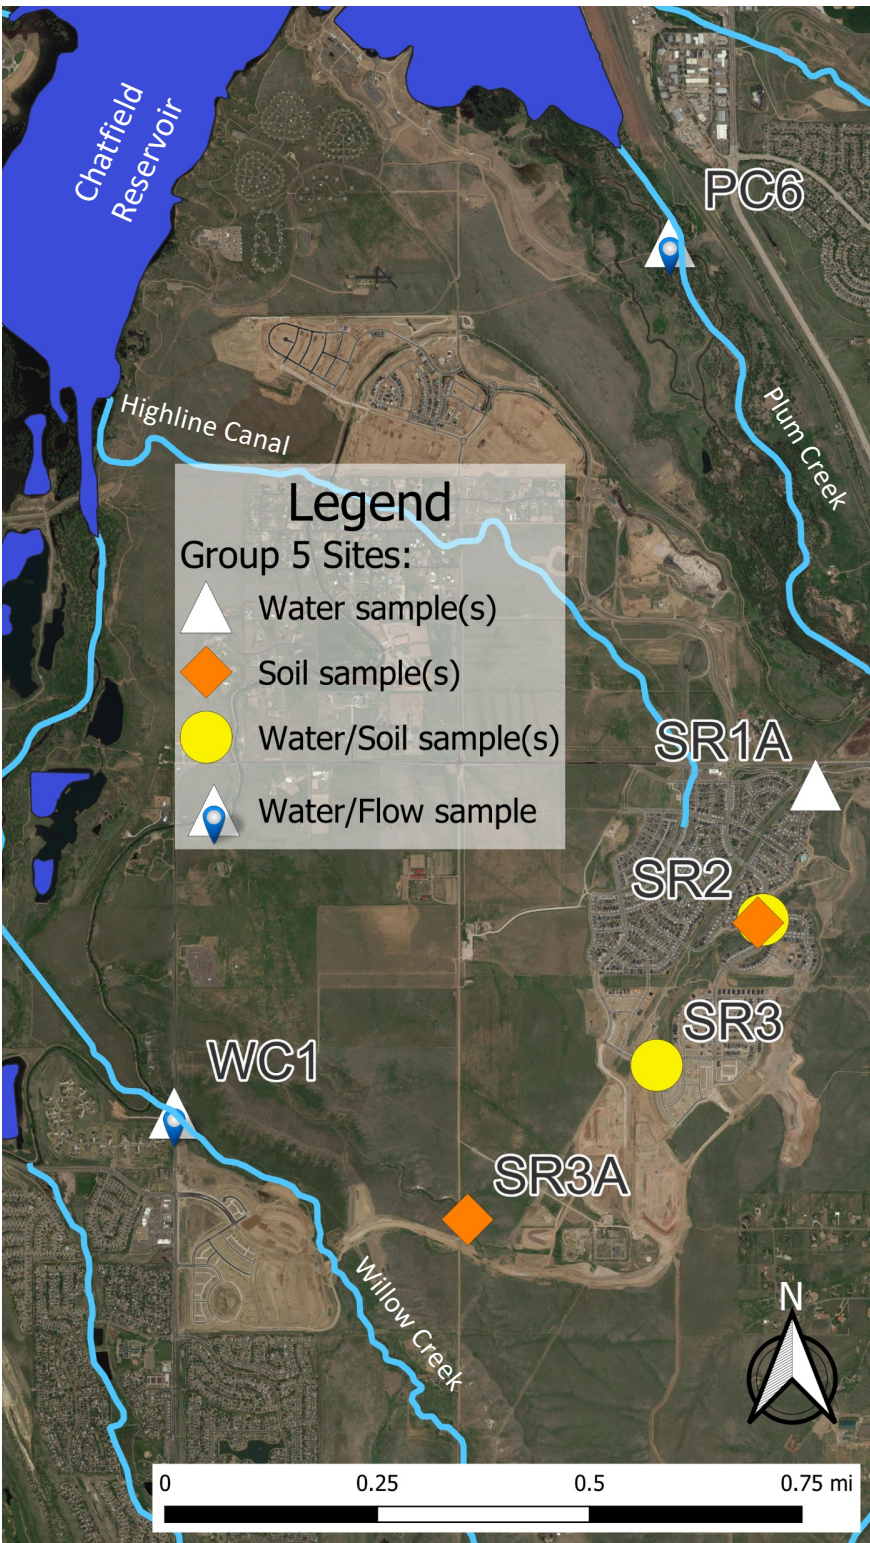 Chatfield
Reservoir
PC6
Highline Canal
Plum Creek
Legend
Group 5 Sites:
Water sample(s)
Soil sample(s)
Water/Soil sample(s)
Water/Flow sample
SR1A
SR2
SR3
WC1
SR3A
Willow Creek
N
0 0.25 0.5 0.75 mi